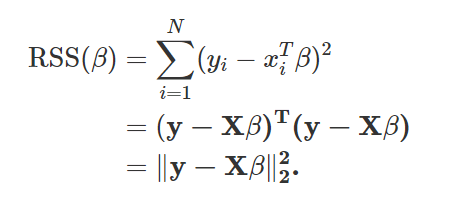 RSS(β) = ∑_{i=1}^{N} (y_i − x_i^T β)^2
= (𝐲 − 𝐗β)^𝐓 (𝐲 − 𝐗β)
= ‖𝐲 − 𝐗β‖_𝟐^𝟐.